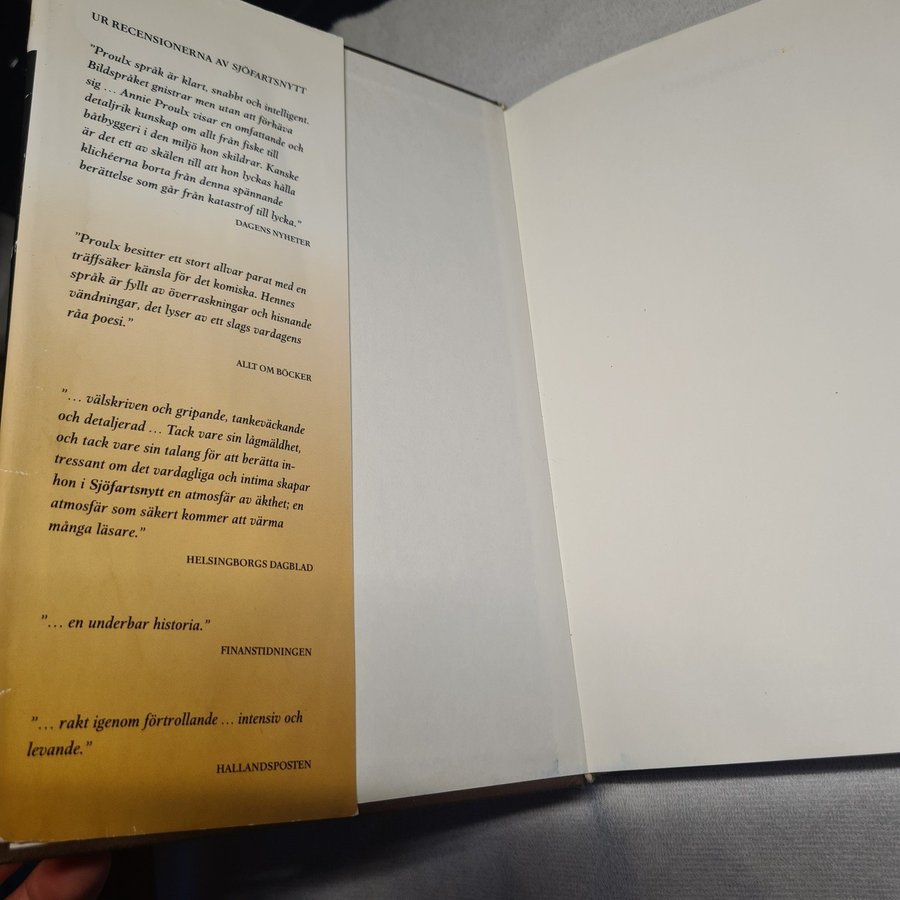 UR RECENSIONERNA AV SJÖFARTSNYTT
”Proulx språk är klart, snabbt och intelligent.
Bildspråket gnistrar men utan att förhäva
sig … Annie Proulx visar en omfattande och
detaljrik kunskap om allt från fiske till
båtbyggeri i den miljö hon skildrar. Kanske
är det ett av skälen till att hon lyckas hålla
klichéerna borta från denna spännande
berättelse som går från katastrof till lycka.”
DAGENS NYHETER
”Proulx besitter ett stort allvar parat med en
träffsäker känsla för det komiska. Hennes
språk är fyllt av överraskningar och hisnande
vändningar, det lyser av ett slags vardagens
råa poesi.”
ALLT OM BÖCKER
”… välskriven och gripande, tankeväckande
och detaljerad … Tack vare sin lågmäldhet,
och tack vare sin talang för att berätta in-
tressant om det vardagliga och intima skapar
hon i Sjöfartsnytt en atmosfär av äkthet; en
atmosfär som säkert kommer att värma
många läsare.”
HELSINGBORGS DAGBLAD
”… en underbar historia.”
FINANSTIDNINGEN
”… rakt igenom förtrollande … intensiv och
levande.”
HALLANDSPOSTEN